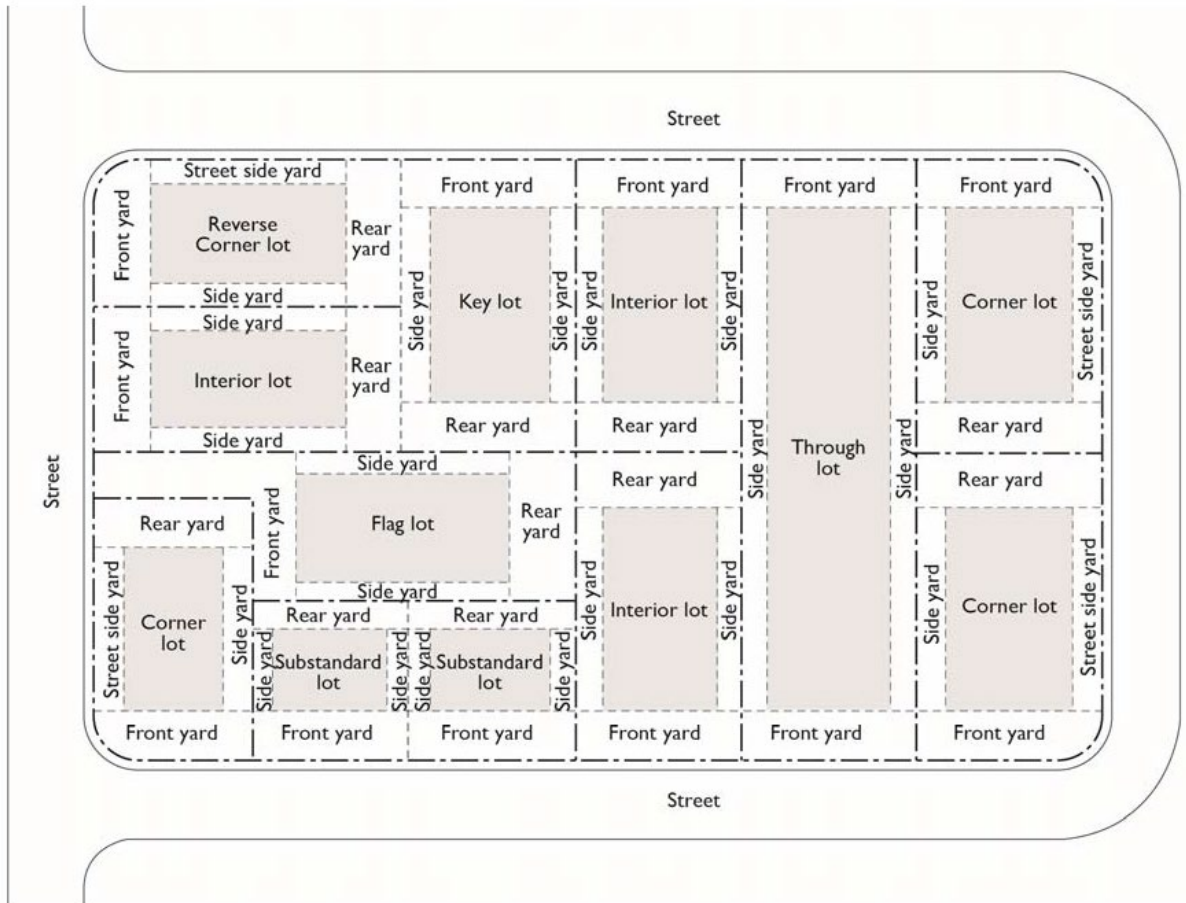 Street
Street side yard
Front yard
Reverse
Corner lot
Rear
yard
Side yard
Front yard
Side yard
Key lot
Side yard
Front yard
Side yard
Interior lot
Side yard
Front yard
Front yard
Side yard
Corner lot
Street side yard
Side yard
Front yard
Interior lot
Rear
yard
Side yard
Rear yard
Rear yard
Side yard
Through
lot
Side yard
Rear yard
Street
Side yard
Front yard
Flag lot
Rear
yard
Side yard
Rear yard
Rear yard
Rear yard
Street side yard
Corner
lot
Side yard
Front yard
Rear yard
Side yard
Substandard
lot
Side yard
Front yard
Rear yard
Side yard
Substandard
lot
Side yard
Front yard
Side yard
Interior lot
Side yard
Front yard
Front yard
Side yard
Corner lot
Street side yard
Front yard
Street